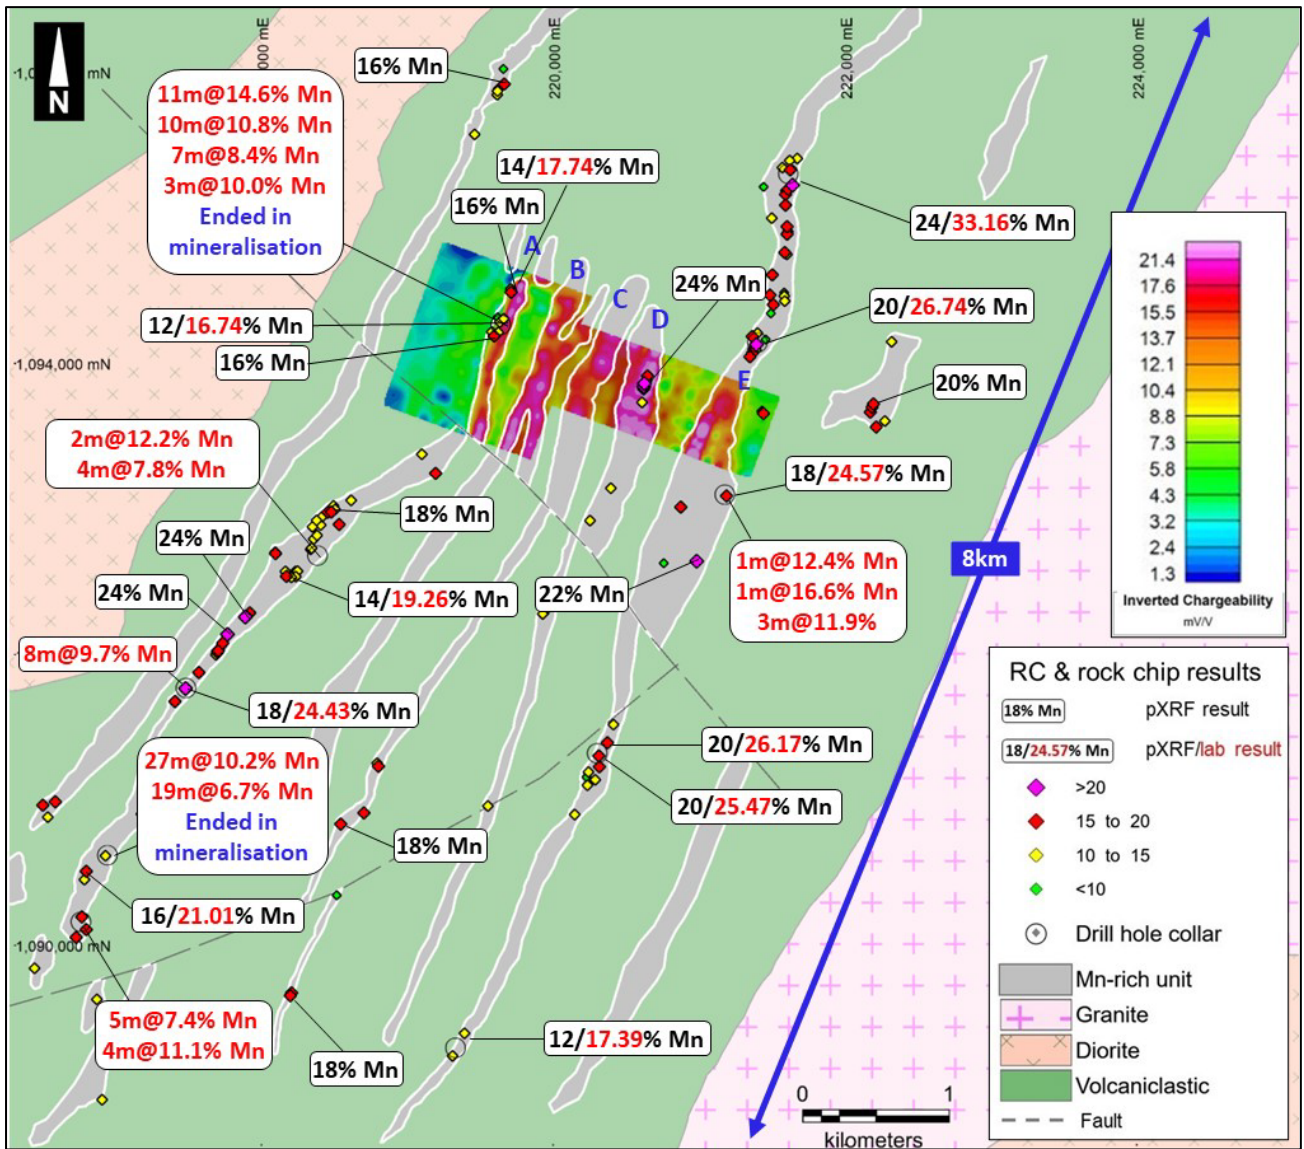 N
1,0
mN
000 mE
220,000 mE
222,000 mE
224,000 mE
16% Mn
11m@14.6% Mn
10m@10.8% Mn
7m@8.4% Mn
3m@10.0% Mn
Ended in
mineralisation
14/17.74% Mn
16% Mn
A
B
C
D
E
24% Mn
24/33.16% Mn
20/26.74% Mn
12/16.74% Mn
16% Mn
1,094,000 mN
20% Mn
2m@12.2% Mn
4m@7.8% Mn
18/24.57% Mn
18% Mn
24% Mn
1m@12.4% Mn
1m@16.6% Mn
3m@11.9%
8km
24% Mn
14/19.26% Mn
22% Mn
8m@9.7% Mn
18/24.43% Mn
27m@10.2% Mn
19m@6.7% Mn
Ended in
mineralisation
20/26.17% Mn
20/25.47% Mn
18% Mn
16/21.01% Mn
1,090,000 mN
5m@7.4% Mn
4m@11.1% Mn
18% Mn
12/17.39% Mn
0 1
kilometers
21.4
17.6
15.5
13.7
12.1
10.4
8.8
7.3
5.8
4.3
3.2
2.4
1.3
Inverted Chargeability
mV/V
RC & rock chip results
18% Mn pXRF result
18/24.57% Mn pXRF/lab result
>20
15 to 20
10 to 15
<10
Drill hole collar
Mn-rich unit
Granite
Diorite
Volcaniclastic
Fault